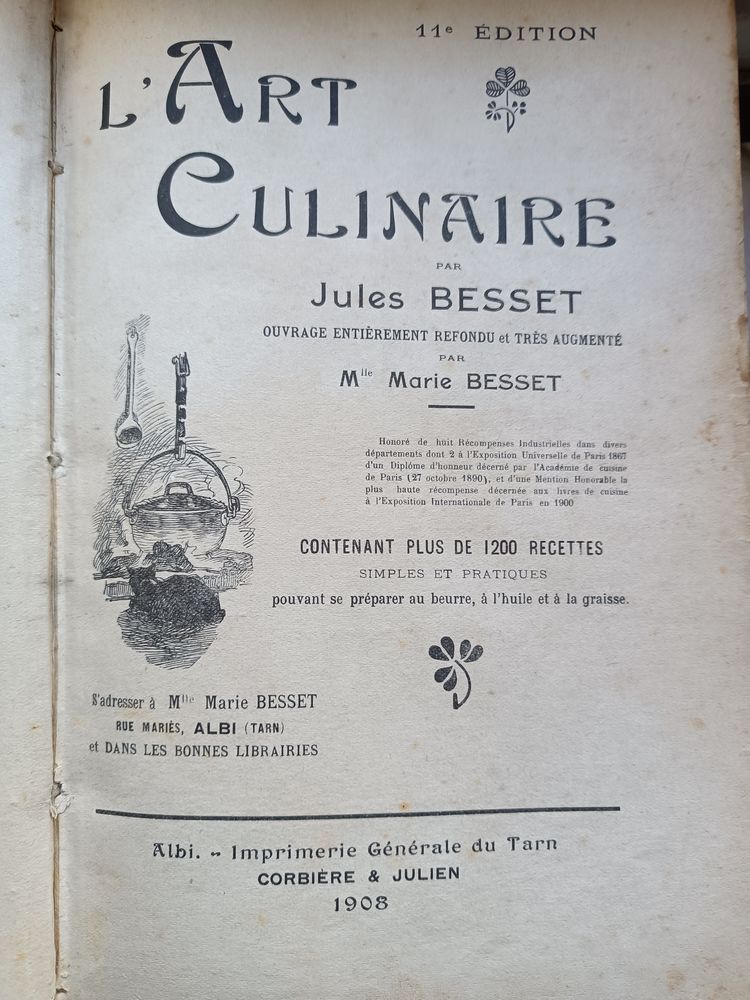 11e ÉDITION
L'ART
CULINAIRE
PAR
Jules BESSET
OUVRAGE ENTIÈREMENT REFONDU et TRÈS AUGMENTÉ
PAR
Mlle Marie BESSET
Honoré de huit Récompenses Industrielles dans divers
départements dont 2 à l'Exposition Universelle de Paris 1867
d'un Diplôme d'honneur décerné par l'Académie de cuisine
de Paris (27 octobre 1890), et d'une Mention Honorable la
plus haute récompense décernée aux livres de cuisine
à l'Exposition Internationale de Paris en 1900
CONTENANT PLUS DE 1200 RECETTES
SIMPLES ET PRATIQUES
pouvant se préparer au beurre, à l'huile et à la graisse.
S'adresser à Mlle Marie BESSET
RUE MARIÈS, ALBI (TARN)
et DANS LES BONNES LIBRAIRIES
Albi. - Imprimerie Générale du Tarn
CORBIÈRE & JULIEN
1908